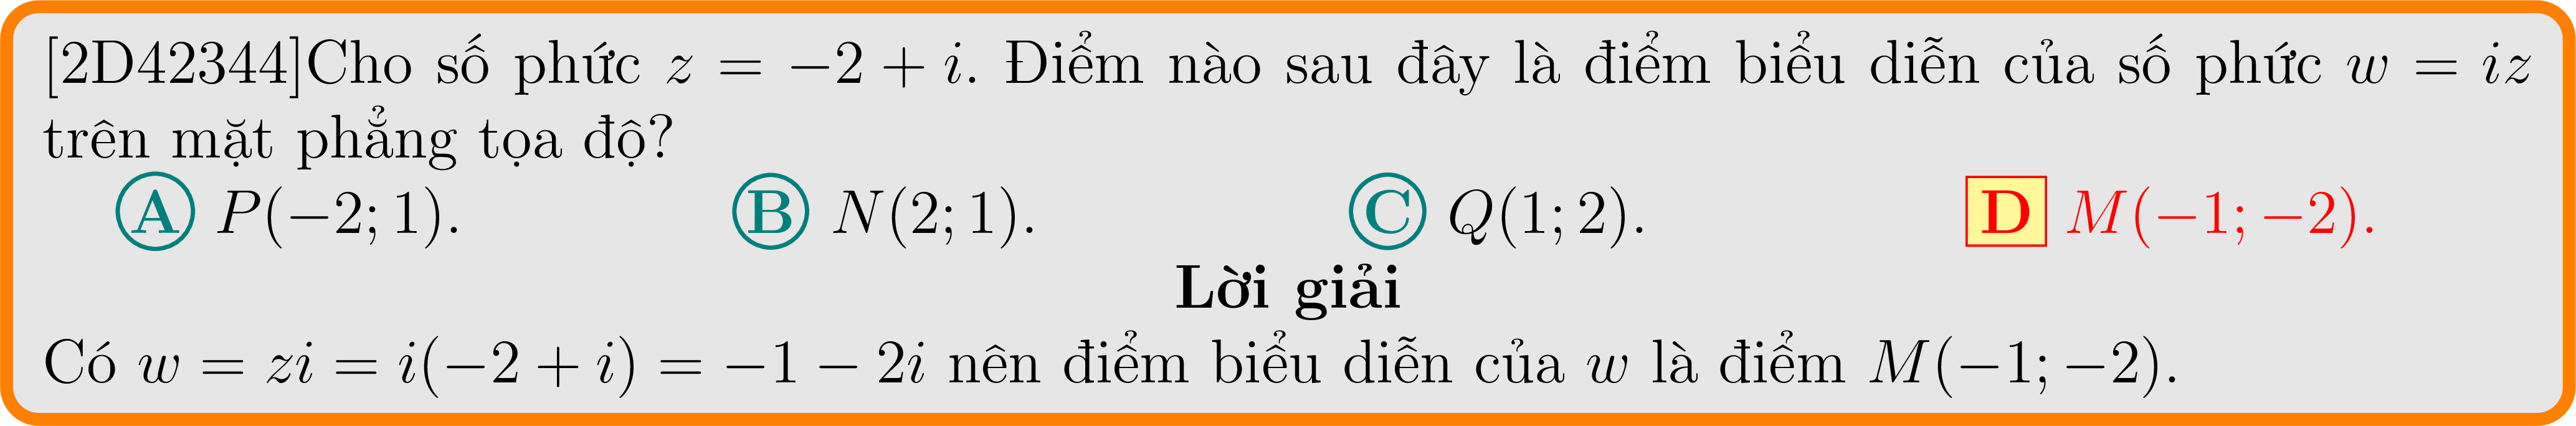 [2D42344]Cho số phức z = −2 + i. Điểm nào sau đây là điểm biểu diễn của số phức w = iz
trên mặt phẳng tọa độ?
A P(−2; 1). B N(2; 1). C Q(1; 2). D M(−1; −2).
Lời giải
Có w = zi = i(−2 + i) = −1 − 2i nên điểm biểu diễn của w là điểm M(−1; −2).